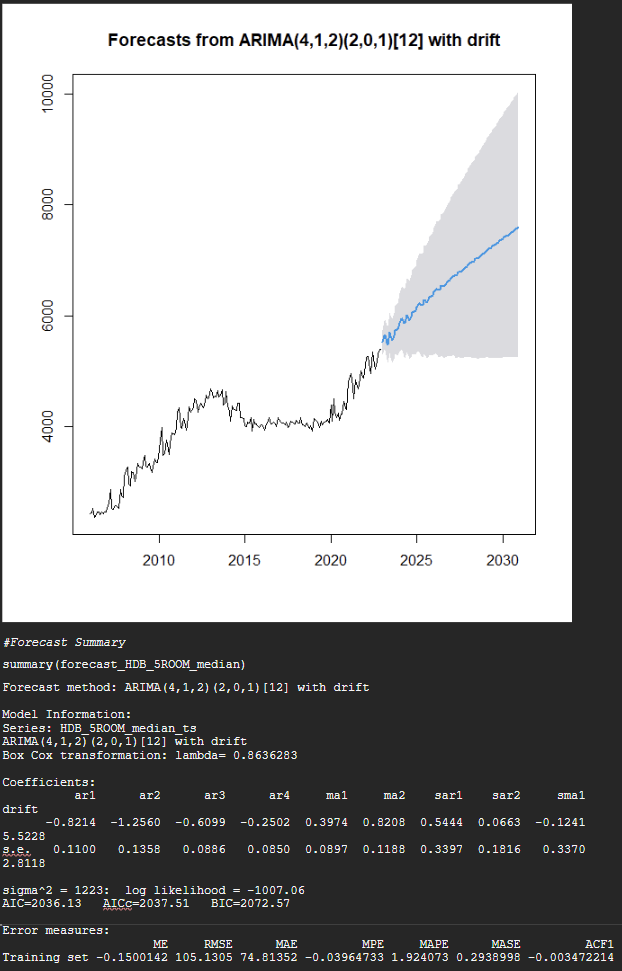 Forecasts from ARIMA(4,1,2)(2,0,1)[12] with drift
10000
8000
6000
4000
2010 2015 2020 2025 2030
#Forecast Summary
summary(forecast_HDB_5ROOM_median)
Forecast method: ARIMA(4,1,2)(2,0,1)[12] with drift
Model Information:
Series: HDB_5ROOM_median_ts
ARIMA(4,1,2)(2,0,1)[12] with drift
Box Cox transformation: lambda= 0.8636283
Coefficients:
ar1 ar2 ar3 ar4 ma1 ma2 sar1 sar2 sma1
drift
-0.8214 -1.2560 -0.6099 -0.2502 0.3974 0.8208 0.5444 0.0663 -0.1241
5.5228
s.e. 0.1100 0.1358 0.0886 0.0850 0.0897 0.1188 0.3397 0.1816 0.3370
2.8118
sigma^2 = 1223: log likelihood = -1007.06
AIC=2036.13 AICc=2037.51 BIC=2072.57
Error measures:
ME RMSE MAE MPE MAPE MASE ACF1
Training set -0.1500142 105.1305 74.81352 -0.03964733 1.924073 0.2938998 -0.003472214